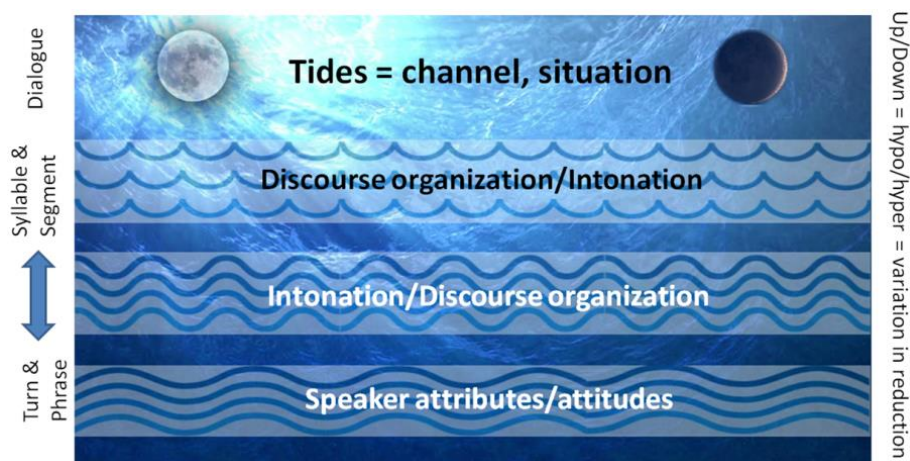 Dialogue
Syllable &
Segment
Turn &
Phrase
Tides = channel, situation
Discourse organization/Intonation
Intonation/Discourse organization
Speaker attributes/attitudes
Up/Down = hypo/hyper = variation in reduction